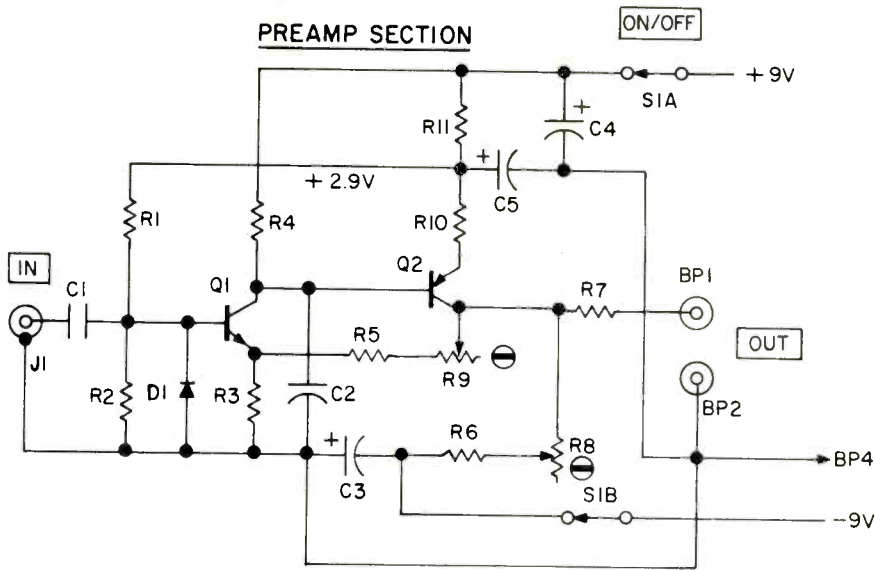 PREAMP SECTION
ON/OFF
+9V
S1A
R11
+
C4
+ 2.9V
+
C5
R1
R4
R10
IN
C1
Q1
Q2
R7
BP1
J1
R5
R9
OUT
R2
D1
R3
C2
BP2
+
C3
R6
R8
BP4
S1B
-9V